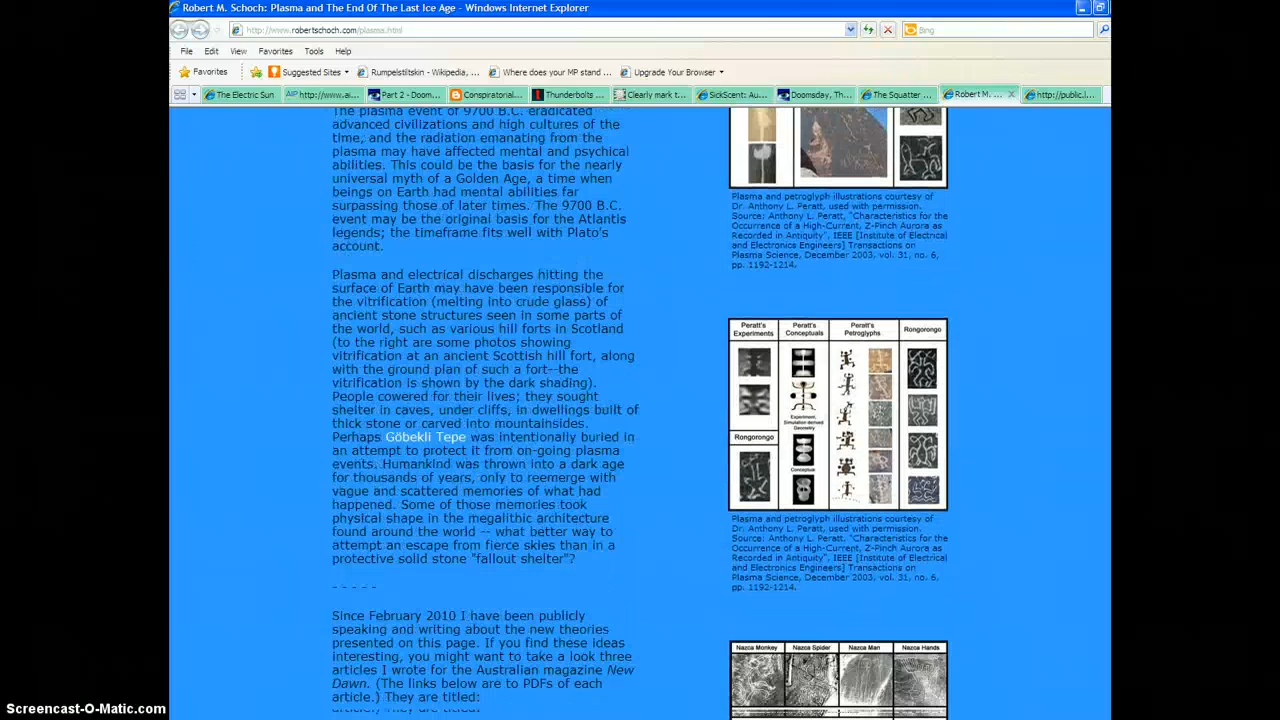 Robert M. Schoch: Plasma and The End Of The Last Ice Age - Windows Internet Explorer
http://www.robertschoch.com/plasma.html
Bing
File Edit View Favorites Tools Help
Favorites Suggested Sites Rumpelstiltskin - Wikipedia, ... Where does your MP stand ... Upgrade Your Browser
The Electric Sun AIP http://www.ai... Part 2 - Doom... Conspiratorial... Thunderbolts ... Clearly mark t... SickScent: Au... Doomsday, Th... The Squatter ... Robert M. ... http://public.l...
The plasma event of 9700 B.C. eradicated
advanced civilizations and high cultures of the
time, and the radiation emanating from the
plasma may have affected mental and psychical
abilities. This could be the basis for the nearly
universal myth of a Golden Age, a time when
beings on Earth had mental abilities far
surpassing those of later times. The 9700 B.C.
event may be the original basis for the Atlantis
legends; the timeframe fits well with Plato's
account.
Plasma and electrical discharges hitting the
surface of Earth may have been responsible for
the vitrification (melting into crude glass) of
ancient stone structures seen in some parts of
the world, such as various hill forts in Scotland
(to the right are some photos showing
vitrification at an ancient Scottish hill fort, along
with the ground plan of such a fort--the
vitrification is shown by the dark shading).
People cowered for their lives; they sought
shelter in caves, under cliffs, in dwellings built of
thick stone or carved into mountainsides.
Perhaps Göbekli Tepe was intentionally buried in
an attempt to protect it from on-going plasma
events. Humankind was thrown into a dark age
for thousands of years, only to reemerge with
vague and scattered memories of what had
happened. Some of those memories took
physical shape in the megalithic architecture
found around the world -- what better way to
attempt an escape from fierce skies than in a
protective solid stone "fallout shelter"?
- - - - -
Since February 2010 I have been publicly
speaking and writing about the new theories
presented on this page. If you find these ideas
interesting, you might want to take a look three
articles I wrote for the Australian magazine New
Dawn. (The links below are to PDFs of each
article.) They are titled:
Plasma and petroglyph illustrations courtesy of
Dr. Anthony L. Peratt, used with permission.
Source: Anthony L. Peratt, "Characteristics for the
Occurrence of a High-Current, Z-Pinch Aurora as
Recorded in Antiquity", IEEE [Institute of Electrical
and Electronics Engineers] Transactions on
Plasma Science, December 2003, vol. 31, no. 6,
pp. 1192-1214.
Peratt's Experiments Peratt's Conceptuals Peratt's Petroglyphs Rongorongo
Experiment, Simulation-derived Geometry
Rongorongo
Conceptual
Plasma and petroglyph illustrations courtesy of
Dr. Anthony L. Peratt, used with permission.
Source: Anthony L. Peratt, "Characteristics for the
Occurrence of a High-Current, Z-Pinch Aurora as
Recorded in Antiquity", IEEE [Institute of Electrical
and Electronics Engineers] Transactions on
Plasma Science, December 2003, vol. 31, no. 6,
pp. 1192-1214.
Nazca Monkey Nazca Spider Nazca Man Nazca Hands
Screencast-O-Matic.com